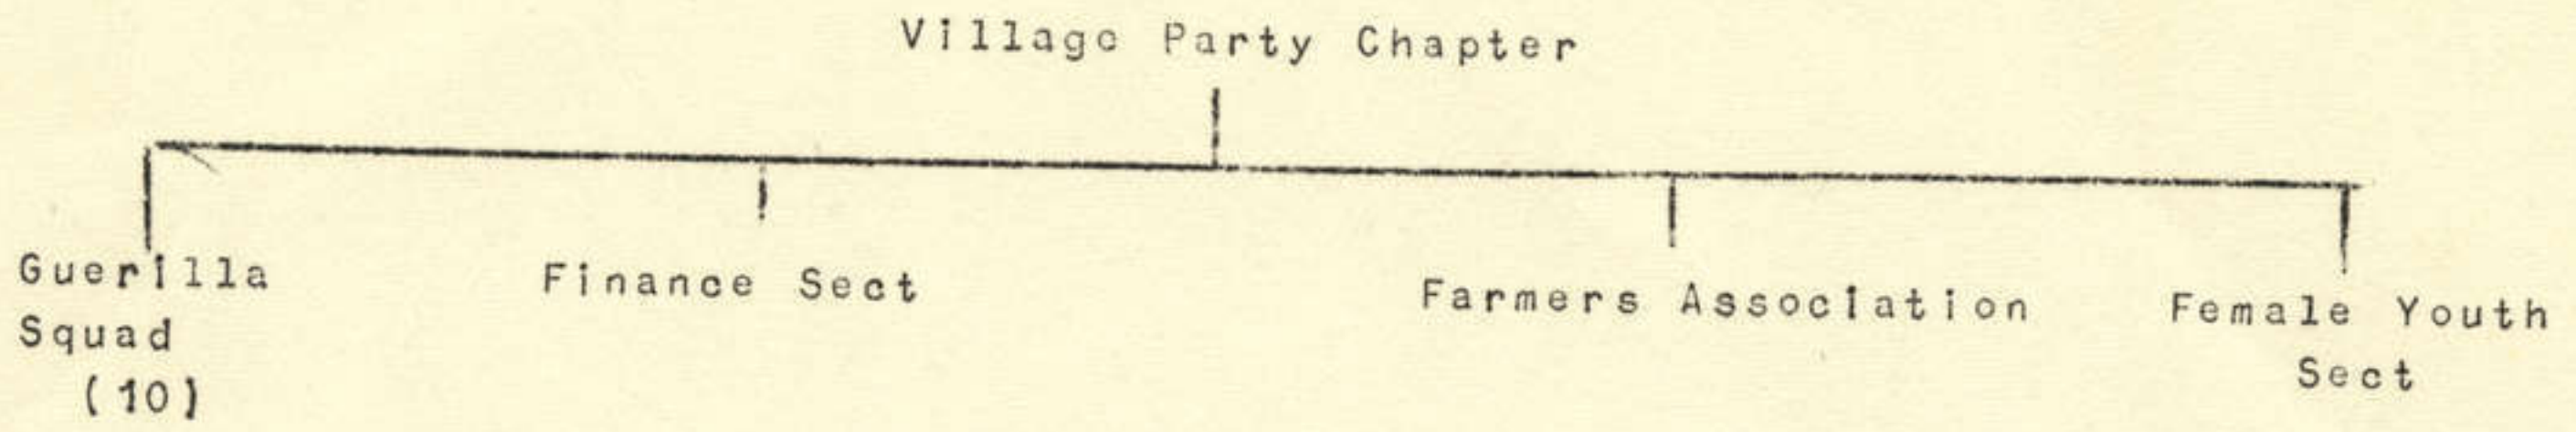 Village Party Chapter
Guerilla
Squad
(10)
Finance Sect
Farmers Association
Female Youth
Sect